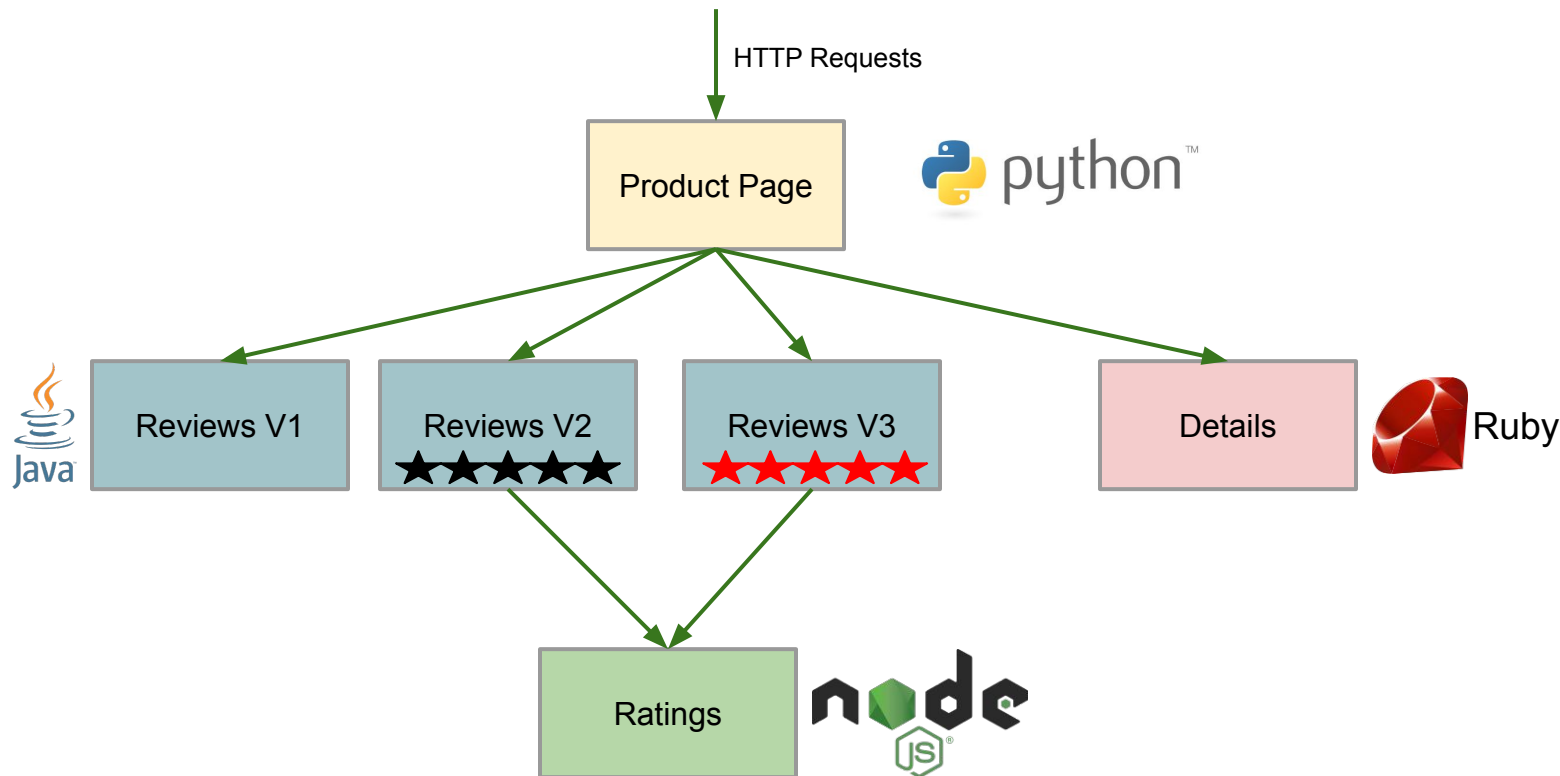 HTTP Requests
Product Page
python™
Java
Reviews V1
Reviews V2
Reviews V3
Details
Ruby
Ratings
node
JS®